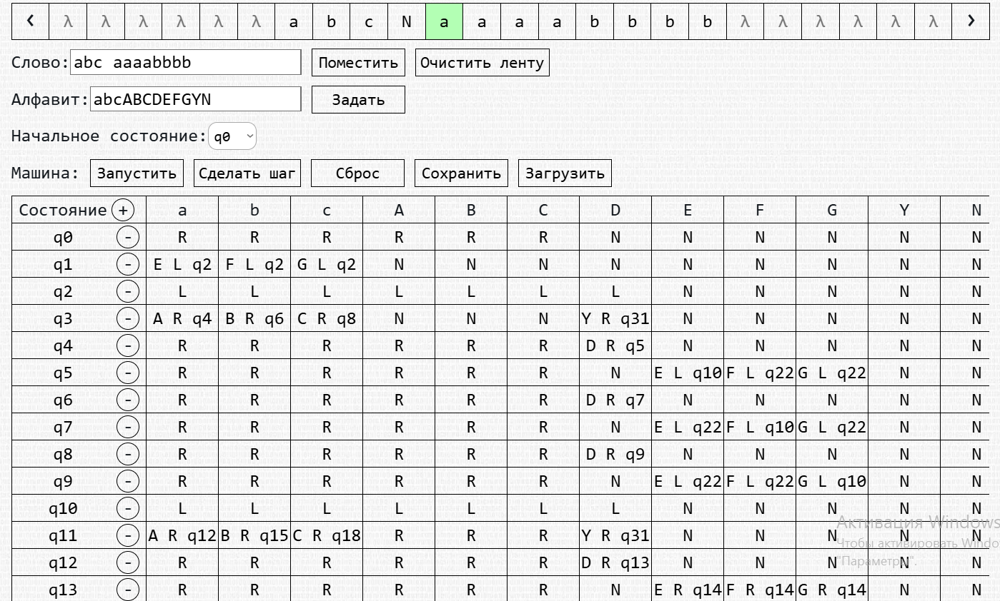 ‹ λ λ λ λ λ λ a b c N a a a a b b b b λ λ λ λ λ λ ›
Слово: abc aaaabbbb Поместить Очистить ленту
Алфавит: abcABCDEFGYN Задать
Начальное состояние: q0
Машина: Запустить Сделать шаг Сброс Сохранить Загрузить
Состояние + a b c A B C D E F G Y N
q0 - R R R R R R N N N N N N
q1 - E L q2 F L q2 G L q2 N N N N N N N N N
q2 - L L L L L L L N N N N N
q3 - A R q4 B R q6 C R q8 N N N Y R q31 N N N N N
q4 - R R R R R R D R q5 N N N N N
q5 - R R R R R R N E L q10 F L q22 G L q22 N N
q6 - R R R R R R D R q7 N N N N N
q7 - R R R R R R N E L q22 F L q10 G L q22 N N
q8 - R R R R R R D R q9 N N N N N
q9 - R R R R R R N E L q22 F L q22 G L q10 N N
q10 - L L L L L L L N N N N N
q11 - A R q12 B R q15 C R q18 R R R Y R q31 N N N N N
q12 - R R R R R R D R q13 N N N N N
q13 - R R R R R R N E R q14 F R q14 G R q14 N N
Активация Windows
Чтобы активировать Windo
"Параметры".